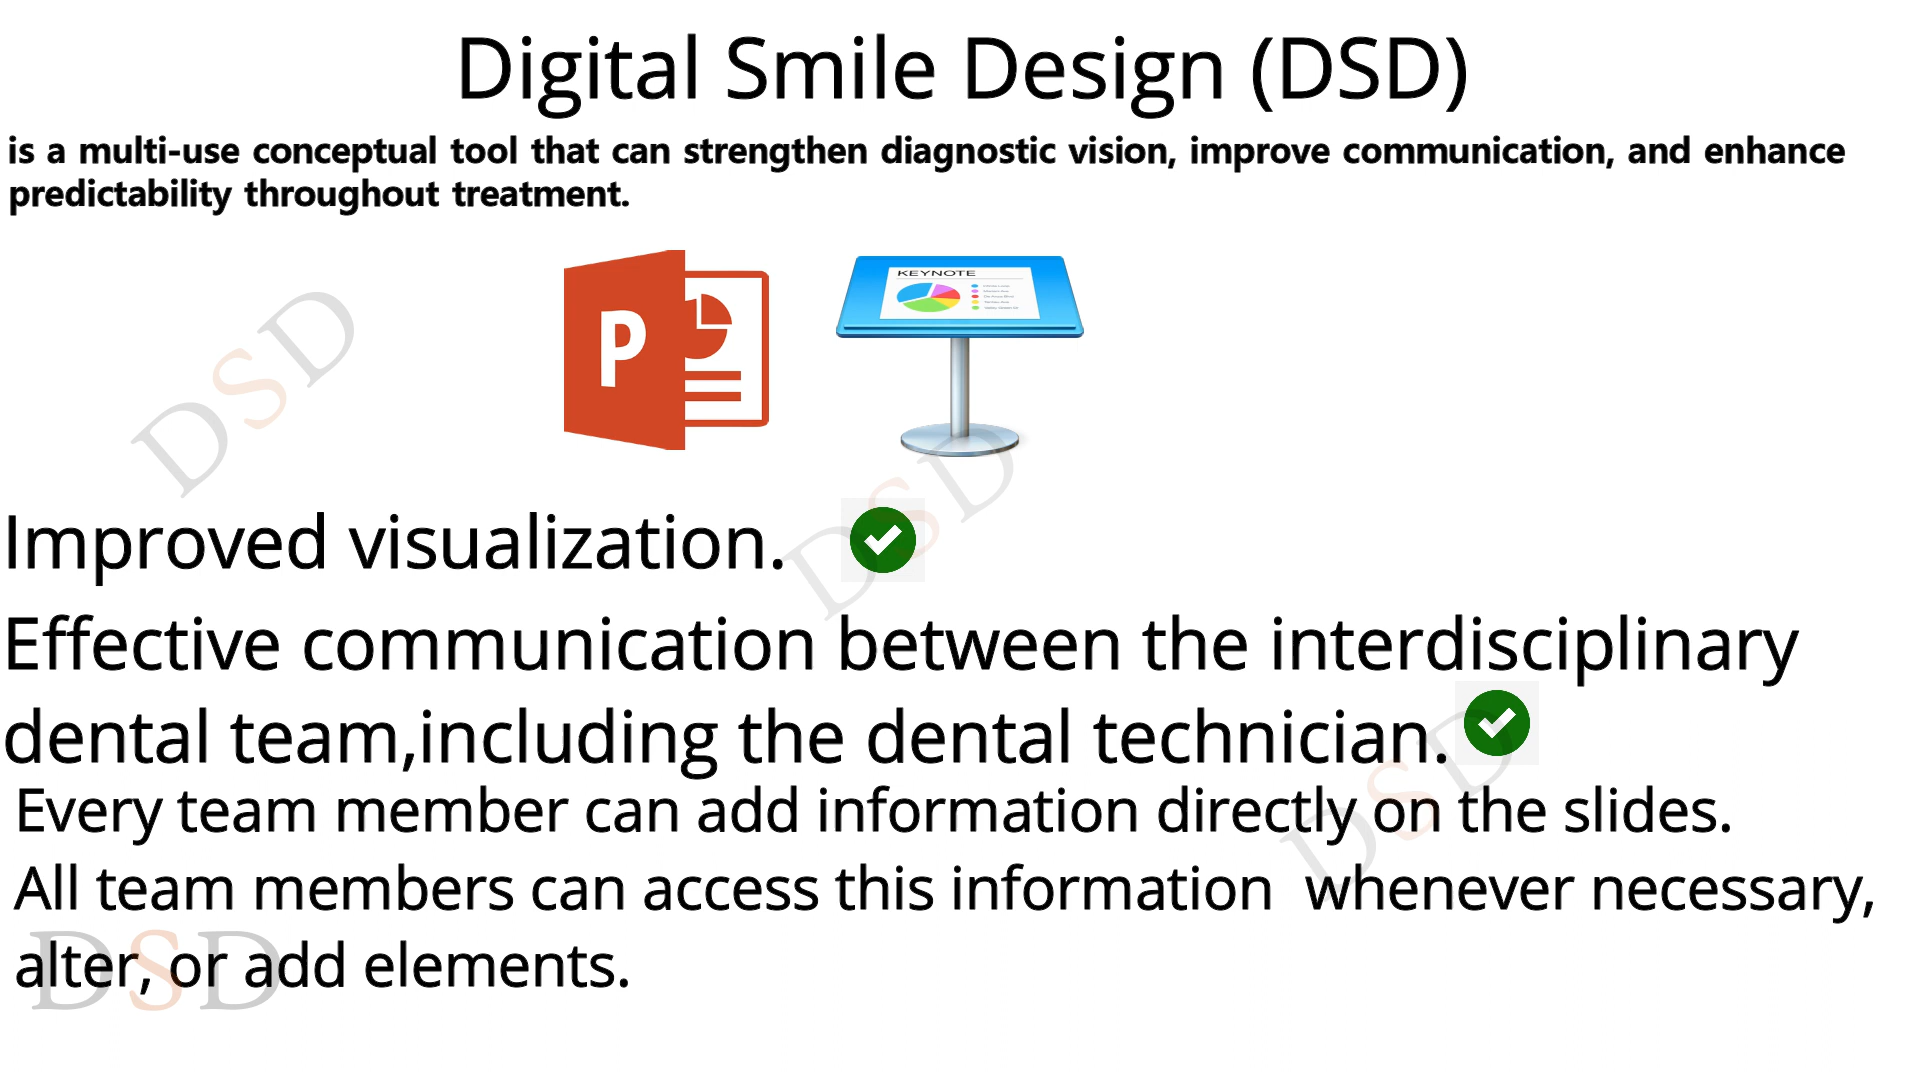 Digital Smile Design (DSD)
is a multi-use conceptual tool that can strengthen diagnostic vision, improve communication, and enhance
predictability throughout treatment.
P
KEYNOTE
DSD
DSD
Improved visualization.
Effective communication between the interdisciplinary
dental team,including the dental technician.
DSD
Every team member can add information directly on the slides.
All team members can access this information  whenever necessary,
alter, or add elements.
DSD